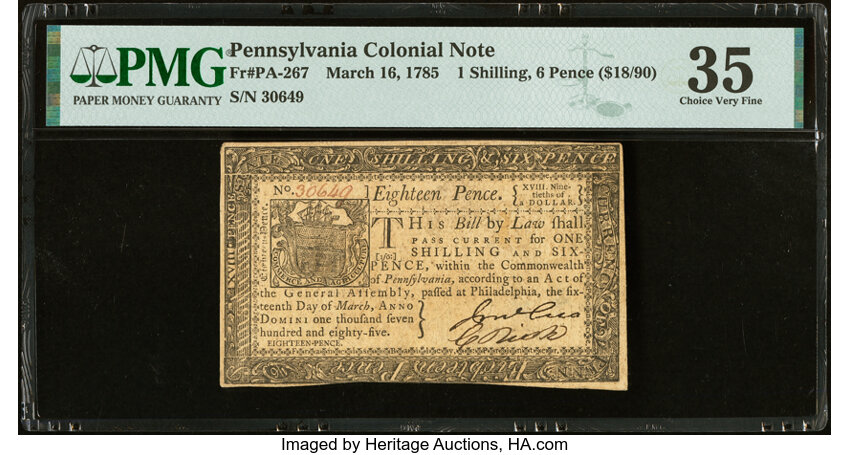 PMG
®
PAPER MONEY GUARANTY
Pennsylvania Colonial Note
Fr#PA-267 March 16, 1785 1 Shilling, 6 Pence ($18/90)
S/N 30649
35
Choice Very Fine
ONE SHILLING & SIX-PENCE
No. 30649
Eighteen Pence.
XVIII. Nine-
tieths of
a DOLLAR.
THIS Bill by Law ſhall
PASS CURRENT for ONE
SHILLING AND SIX-
PENCE, within the Commonwealth
of Pennſylvania, according to an Act of
the General Aſſembly, paſſed at Philadelphia, the ſix-
teenth Day of March, ANNO
DOMINI one thouſand ſeven
hundred and eighty-five.
EIGHTEEN-PENCE.
Eighteen Pence
Imaged by Heritage Auctions, HA.com